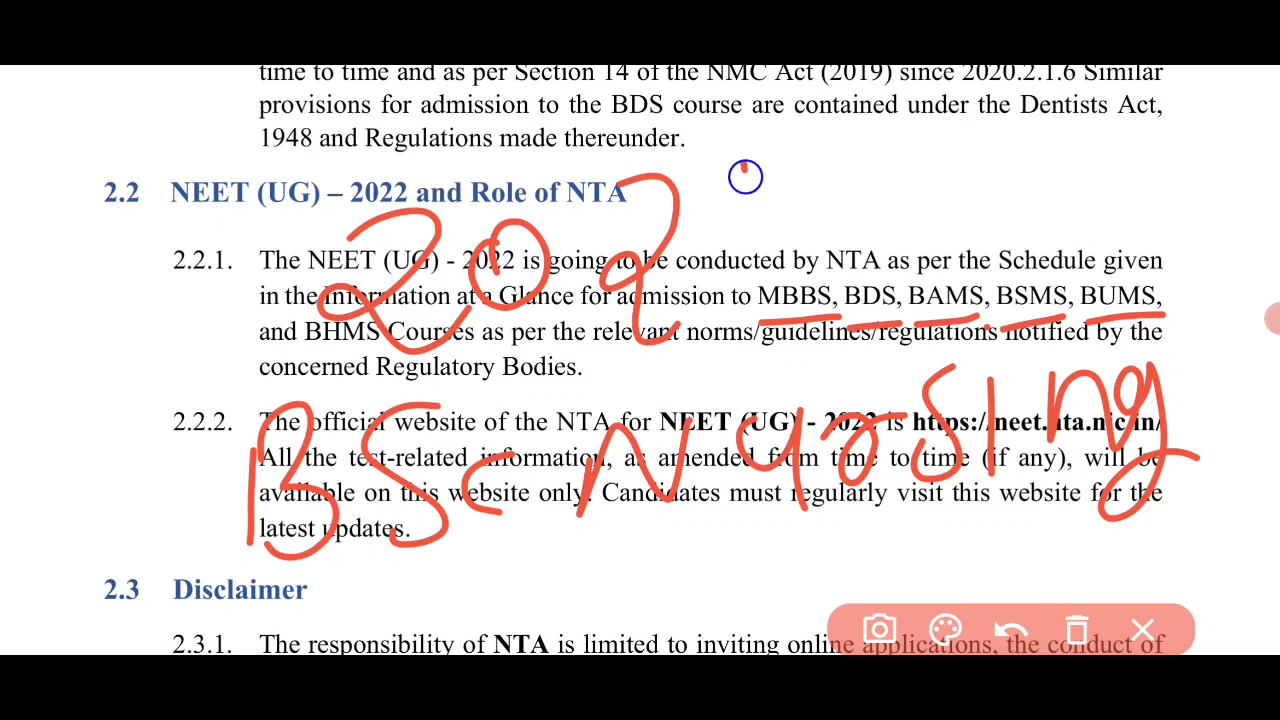 time to time and as per Section 14 of the NMC Act (2019) since 2020.2.1.6 Similar
provisions for admission to the BDS course are contained under the Dentists Act,
1948 and Regulations made thereunder.
2.2 NEET (UG) – 2022 and Role of NTA
202
2.2.1. The NEET (UG) - 2022 is going to be conducted by NTA as per the Schedule given
in the Information at a Glance for admission to MBBS, BDS, BAMS, BSMS, BUMS,
and BHMS Courses as per the relevant norms/guidelines/regulations notified by the
concerned Regulatory Bodies.
BSc Nursing
2.2.2. The official website of the NTA for NEET (UG) - 2022 is https://neet.nta.nic.in/
All the test-related information, as amended from time to time (if any), will be
available on this website only. Candidates must regularly visit this website for the
latest updates.
2.3 Disclaimer
2.3.1. The responsibility of NTA is limited to inviting online applications, the conduct of